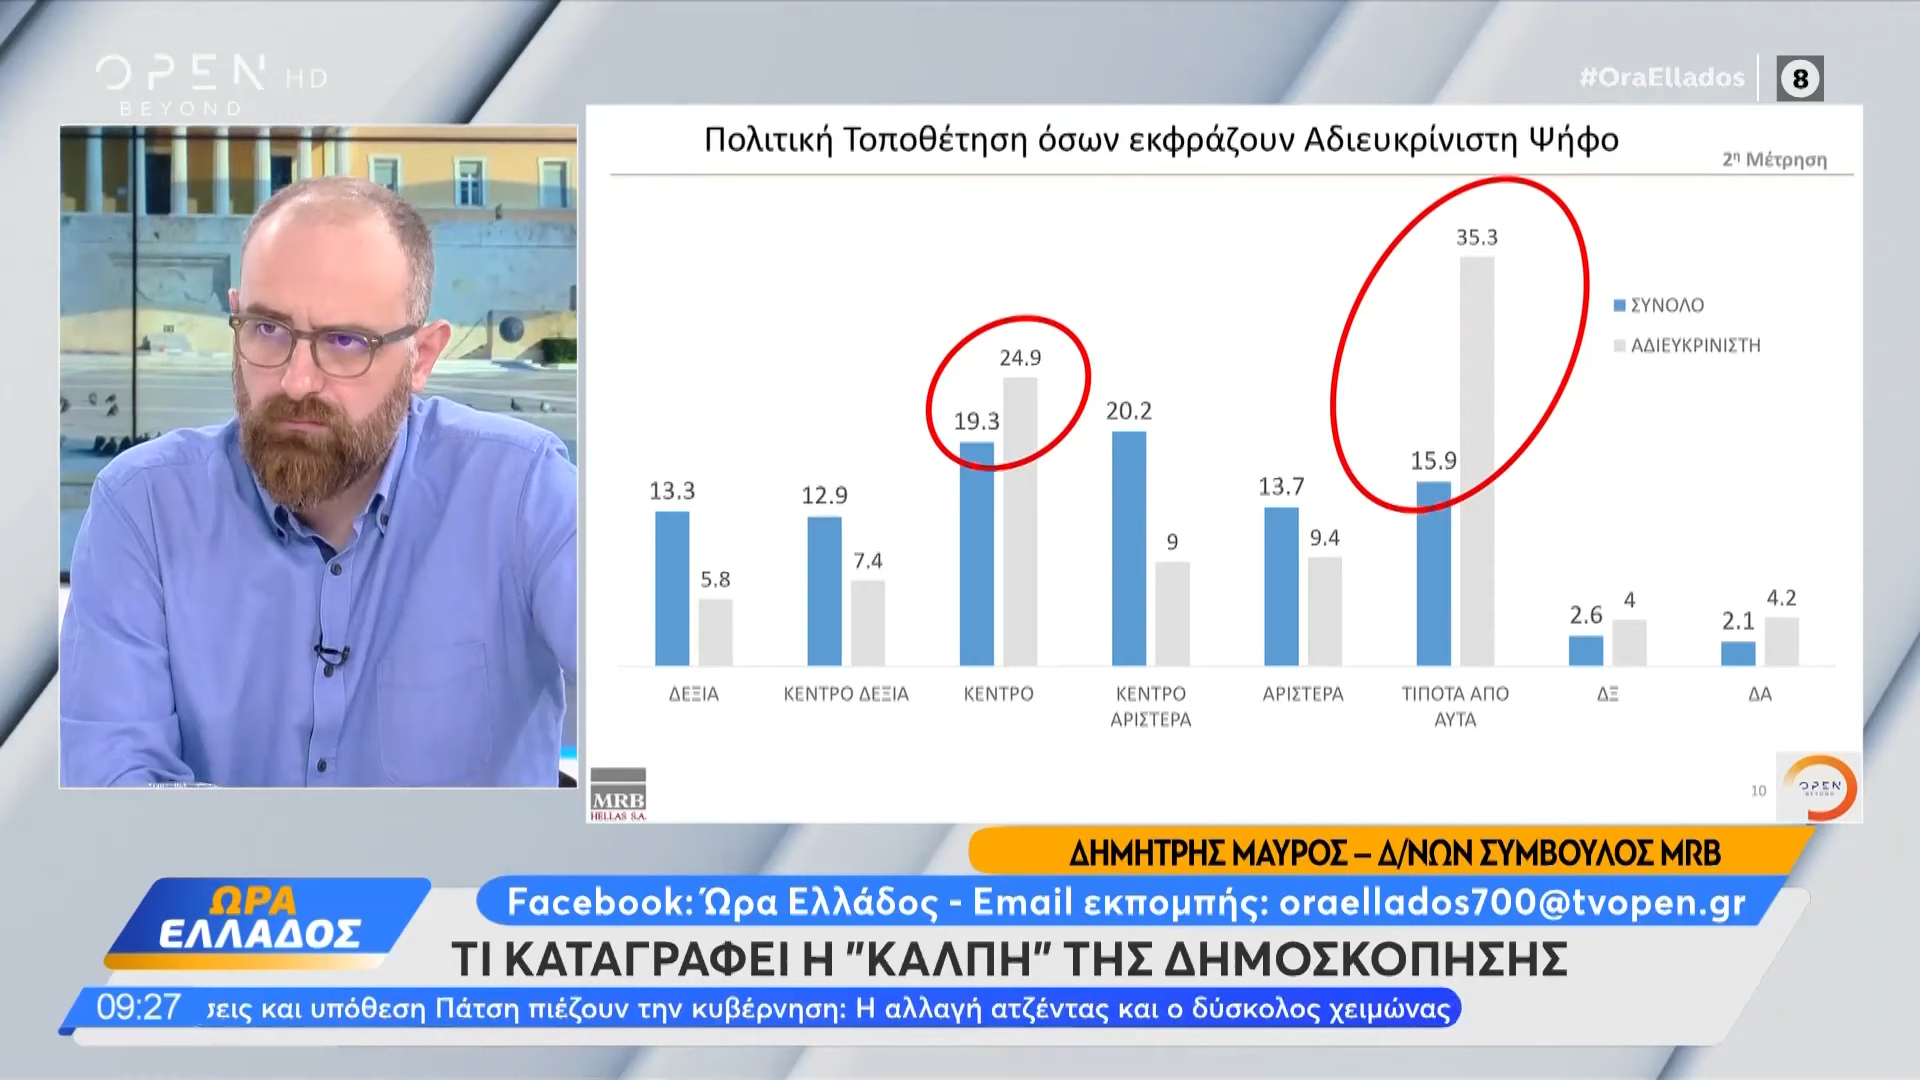 OPEN HD
BEYOND
#OraEllados 8
Πολιτική Τοποθέτηση όσων εκφράζουν Αδιευκρίνιστη Ψήφο
2η Μέτρηση
35.3
ΣΥΝΟΛΟ
ΑΔΙΕΥΚΡΙΝΙΣΤΗ
24.9
19.3
20.2
15.9
13.3
12.9
13.7
9
9.4
7.4
5.8
2.6
4
2.1
4.2
ΔΕΞΙΑ
ΚΕΝΤΡΟ ΔΕΞΙΑ
ΚΕΝΤΡΟ
ΚΕΝΤΡΟ
ΑΡΙΣΤΕΡΑ
ΑΡΙΣΤΕΡΑ
ΤΙΠΟΤΑ ΑΠΟ
ΑΥΤΑ
ΔΞ
ΔΑ
MRB
HELLAS S.A.
10
OPEN
BEYOND
ΔΗΜΗΤΡΗΣ ΜΑΥΡΟΣ – Δ/ΝΩΝ ΣΥΜΒΟΥΛΟΣ MRB
Facebook: Ώρα Ελλάδος - Email εκπομπής: oraellados700@tvopen.gr
ΩΡΑ
ΕΛΛΑΔΟΣ
ΤΙ ΚΑΤΑΓΡΑΦΕΙ Η "ΚΑΛΠΗ" ΤΗΣ ΔΗΜΟΣΚΟΠΗΣΗΣ
09:27 σεις και υπόθεση Πάτση πιέζουν την κυβέρνηση: Η αλλαγή ατζέντας και ο δύσκολος χειμώνας